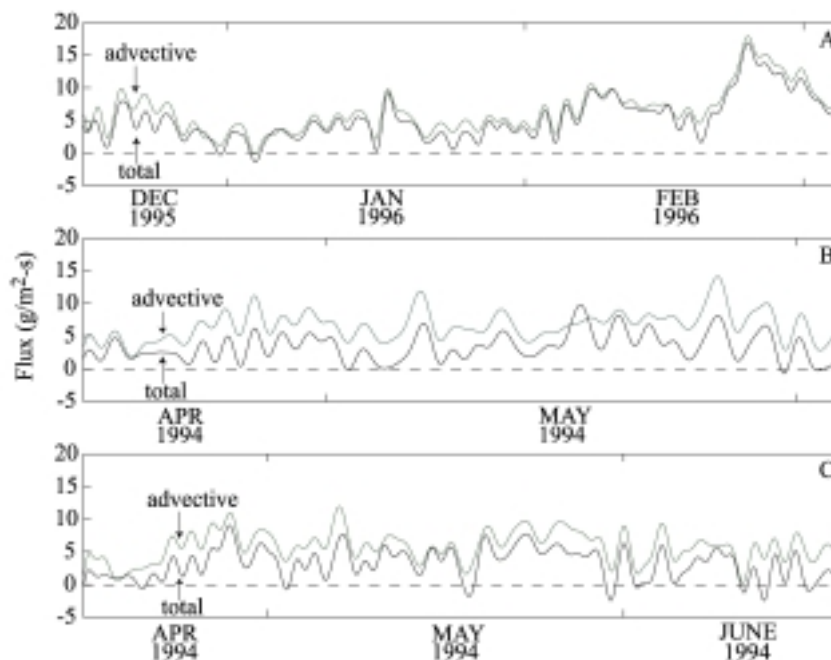 Flux (g/m²-s)
20
15
10
5
0
-5
advective
total
A
DEC
1995
JAN
1996
FEB
1996
20
15
10
5
0
-5
advective
total
B
APR
1994
MAY
1994
20
15
10
5
0
-5
advective
total
C
APR
1994
MAY
1994
JUNE
1994